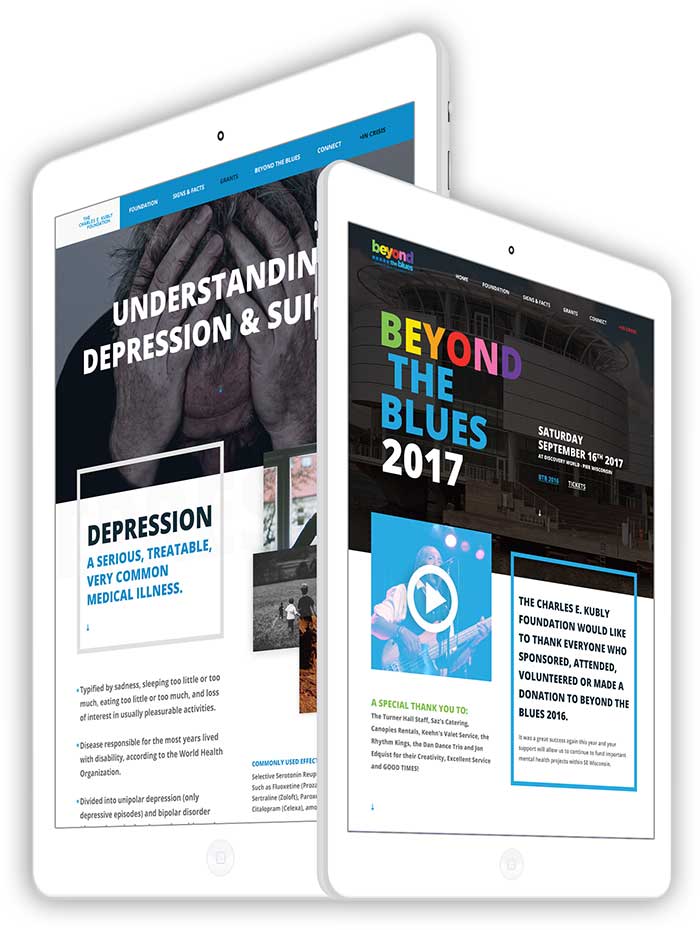 THE
CHARLES E. KUBLY
FOUNDATION
FOUNDATION
SIGNS & FACTS
GRANTS
BEYOND THE BLUES
CONNECT
+IN CRISIS
UNDERSTANDIN
DEPRESSION & SUI
DEPRESSION
A SERIOUS, TREATABLE,
VERY COMMON
MEDICAL ILLNESS.
↓
• Typified by sadness, sleeping too little or too
much, eating too little or too much, and loss
of interest in usually pleasurable activities.
• Disease responsible for the most years lived
with disability, according to the World Health
Organization.
• Divided into unipolar depression (only
depressive episodes) and bipolar disorder
COMMONLY USED EFFECT
Selective Serotonin Reup
Such as Fluoxetine (Proza
Sertraline (Zoloft), Parox
Citalepram (Celexa), amo
beyond
the blues
HOME
FOUNDATION
SIGNS & FACTS
GRANTS
CONNECT
+IN CRISIS
BEYOND
THE
BLUES
2017
SATURDAY
SEPTEMBER 16TH 2017
AT DISCOVERY WORLD - PIER WISCONSIN
BTB 2016 TICKETS
↓
THE CHARLES E. KUBLY
FOUNDATION WOULD LIKE
TO THANK EVERYONE WHO
SPONSORED, ATTENDED,
VOLUNTEERED OR MADE A
DONATION TO BEYOND THE
BLUES 2016.
It was a great success again this year and your
support will allow us to continue to fund important
mental health projects within SE Wisconsin.
A SPECIAL THANK YOU TO:
The Turner Hall Staff, Saz's Catering,
Canopies Rentals, Keehn's Valet Service, the
Rhythm Kings, the Dan Dance Trio and Jon
Edquist for their Creativity, Excellent Service
and GOOD TIMES!
↓